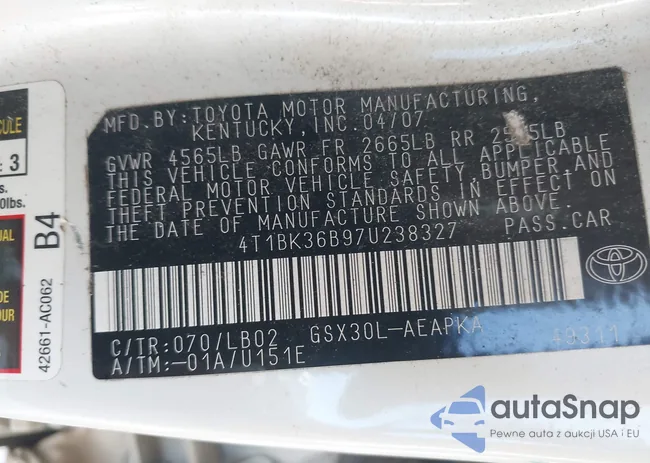 MFD. BY: TOYOTA MOTOR MANUFACTURING,
KENTUCKY, INC. 04/07
GVWR 4565LB GAWR FR 2665LB RR LB
THIS VEHICLE CONFORMS TO ALL APPLICABLE
FEDERAL MOTOR VEHICLE SAFETY, BUMPER, AND
THEFT PREVENTION STANDARDS IN EFFECT ON
THE DATE OF MANUFACTURE SHOWN ABOVE.
4T1BK36B97U238327 PASS. CAR
C/TR: 070/LB02 GSX30L-AEAPKA
A/TM: -01A/U151E
3
B4
42661-AC062
autaSnap
Pewne auta z aukcji USA i EU